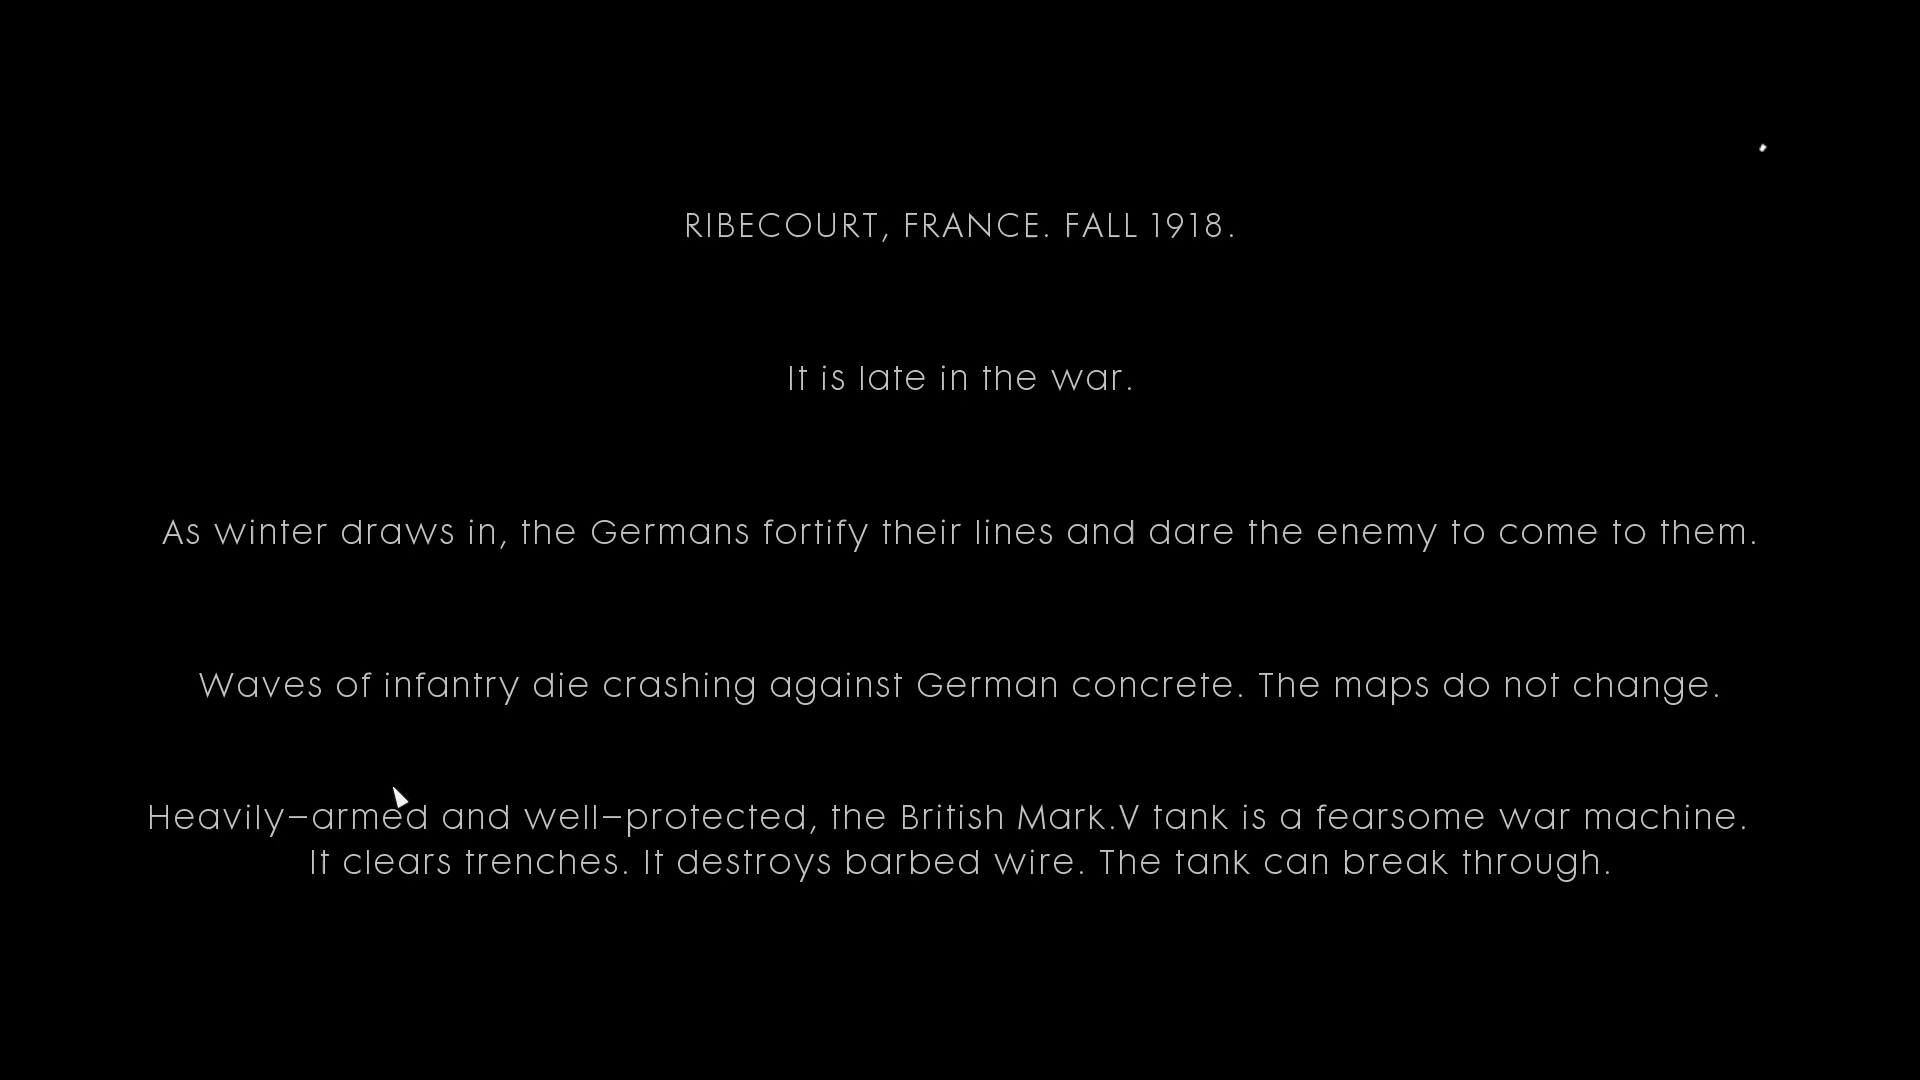 RIBECOURT, FRANCE. FALL 1918.
It is late in the war.
As winter draws in, the Germans fortify their lines and dare the enemy to come to them.
Waves of infantry die crashing against German concrete. The maps do not change.
Heavily-armed and well-protected, the British Mark.V tank is a fearsome war machine.
It clears trenches. It destroys barbed wire. The tank can break through.